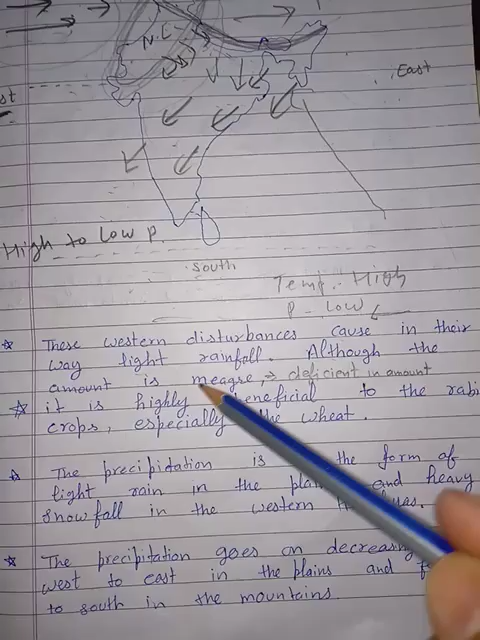 N.E
East
st
High to Low P.
South
Temp. High
P - Low
These western disturbances cause in their
way light rainfall. Although the
amount is meagre, → deficient in amount
it is highly beneficial to the rabi
crops, especially the wheat.
The precipitation is the form of
light rain in the plai and heavy
snowfall in the western
The precipitation goes on decreasing
west to east in the plains and
to south in the mountains.